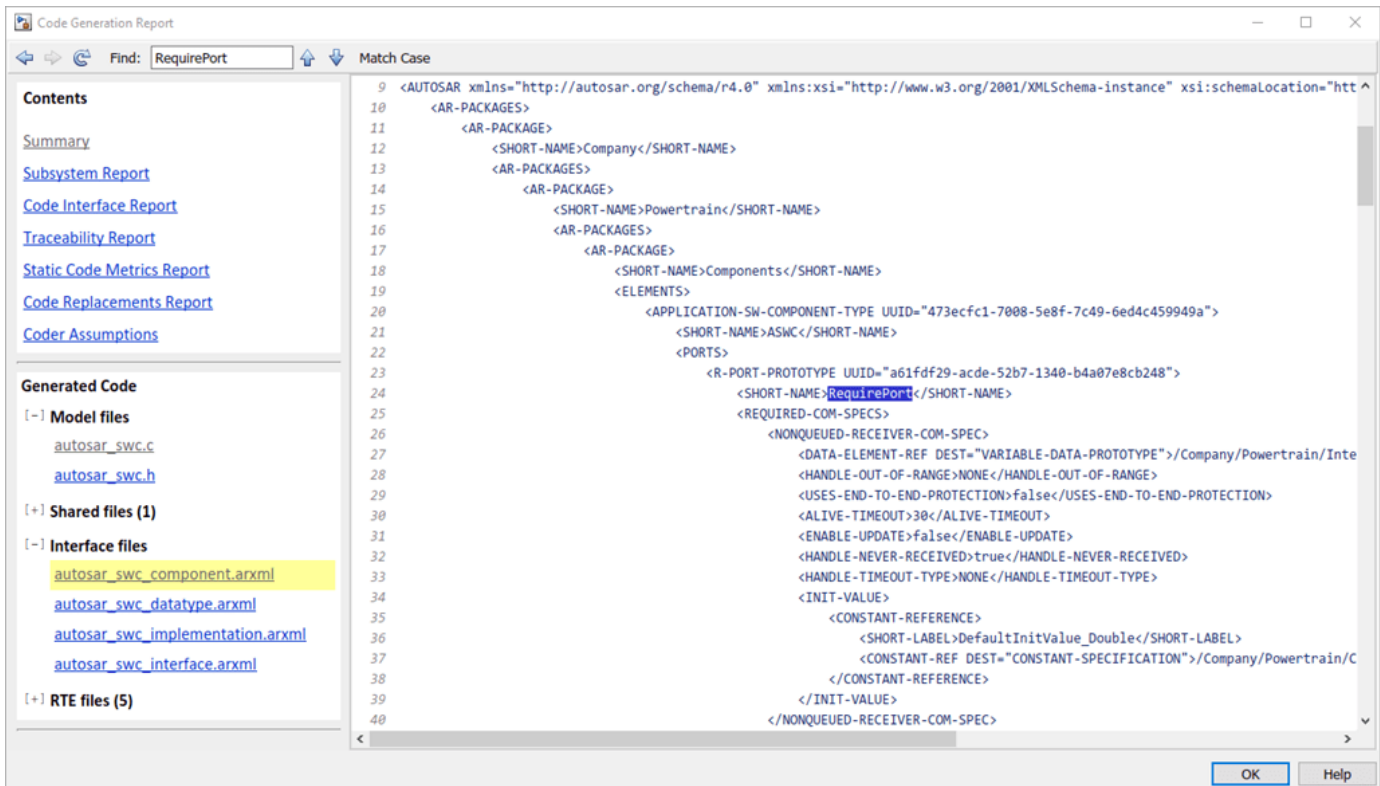 Code Generation Report
Find: RequirePort Match Case
Contents
Summary
Subsystem Report
Code Interface Report
Traceability Report
Static Code Metrics Report
Code Replacements Report
Coder Assumptions
Generated Code
[-] Model files
autosar_swc.c
autosar_swc.h
[+] Shared files (1)
[-] Interface files
autosar_swc_component.arxml
autosar_swc_datatype.arxml
autosar_swc_implementation.arxml
autosar_swc_interface.arxml
[+] RTE files (5)
9 <AUTOSAR xmlns="http://autosar.org/schema/r4.0" xmlns:xsi="http://www.w3.org/2001/XMLSchema-instance" xsi:schemaLocation="htt
10 <AR-PACKAGES>
11 <AR-PACKAGE>
12 <SHORT-NAME>Company</SHORT-NAME>
13 <AR-PACKAGES>
14 <AR-PACKAGE>
15 <SHORT-NAME>Powertrain</SHORT-NAME>
16 <AR-PACKAGES>
17 <AR-PACKAGE>
18 <SHORT-NAME>Components</SHORT-NAME>
19 <ELEMENTS>
20 <APPLICATION-SW-COMPONENT-TYPE UUID="473ecfc1-7008-5e8f-7c49-6ed4c459949a">
21 <SHORT-NAME>ASWC</SHORT-NAME>
22 <PORTS>
23 <R-PORT-PROTOTYPE UUID="a61fdf29-acde-52b7-1340-b4a07e8cb248">
24 <SHORT-NAME>RequirePort</SHORT-NAME>
25 <REQUIRED-COM-SPECS>
26 <NONQUEUED-RECEIVER-COM-SPEC>
27 <DATA-ELEMENT-REF DEST="VARIABLE-DATA-PROTOTYPE">/Company/Powertrain/Inte
28 <HANDLE-OUT-OF-RANGE>NONE</HANDLE-OUT-OF-RANGE>
29 <USES-END-TO-END-PROTECTION>false</USES-END-TO-END-PROTECTION>
30 <ALIVE-TIMEOUT>30</ALIVE-TIMEOUT>
31 <ENABLE-UPDATE>false</ENABLE-UPDATE>
32 <HANDLE-NEVER-RECEIVED>true</HANDLE-NEVER-RECEIVED>
33 <HANDLE-TIMEOUT-TYPE>NONE</HANDLE-TIMEOUT-TYPE>
34 <INIT-VALUE>
35 <CONSTANT-REFERENCE>
36 <SHORT-LABEL>DefaultInitValue_Double</SHORT-LABEL>
37 <CONSTANT-REF DEST="CONSTANT-SPECIFICATION">/Company/Powertrain/C
38 </CONSTANT-REFERENCE>
39 </INIT-VALUE>
40 </NONQUEUED-RECEIVER-COM-SPEC>
OK Help